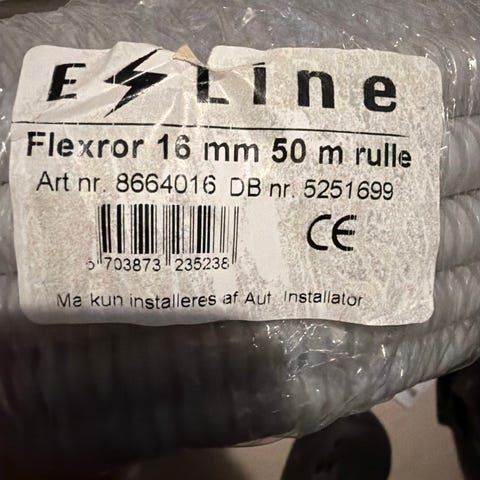 E Line
Flexror 16 mm 50 m rulle
Art nr. 8664016 DB nr. 5251699
CE
5 703873 235238
Ma kun installeres af Aut. Installator